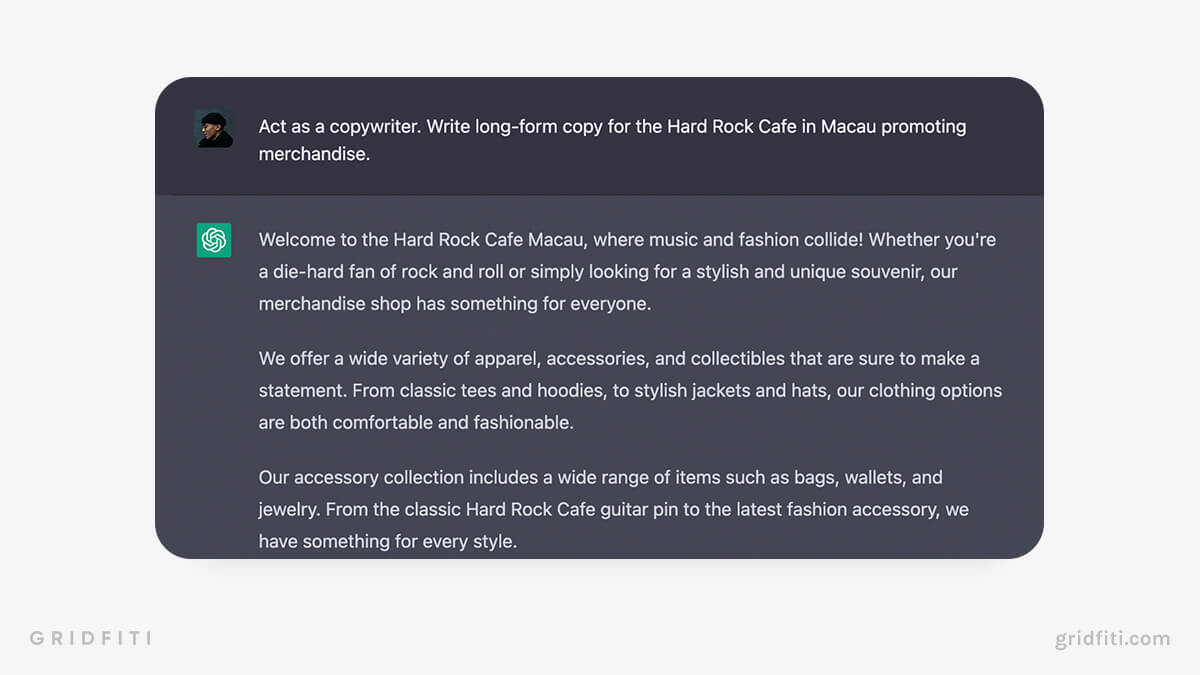 Act as a copywriter. Write long-form copy for the Hard Rock Cafe in Macau promoting
merchandise.
Welcome to the Hard Rock Cafe Macau, where music and fashion collide! Whether you're
a die-hard fan of rock and roll or simply looking for a stylish and unique souvenir, our
merchandise shop has something for everyone.
We offer a wide variety of apparel, accessories, and collectibles that are sure to make a
statement. From classic tees and hoodies, to stylish jackets and hats, our clothing options
are both comfortable and fashionable.
Our accessory collection includes a wide range of items such as bags, wallets, and
jewelry. From the classic Hard Rock Cafe guitar pin to the latest fashion accessory, we
have something for every style.
GRIDFITI
gridfiti.com